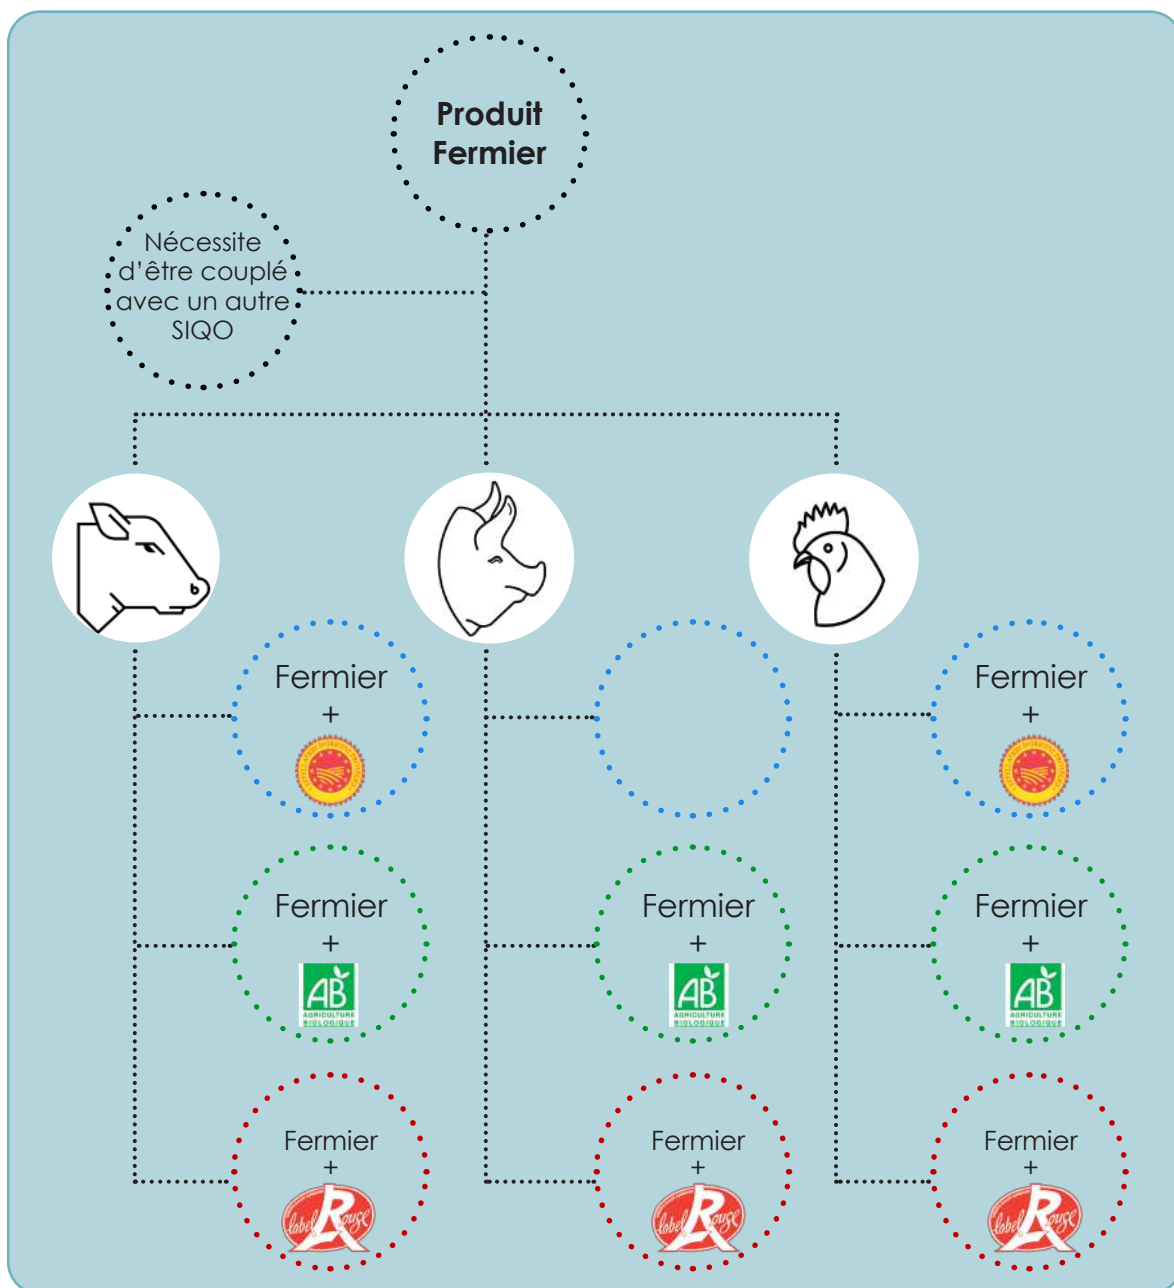 Produit
Fermier
Nécessite
d'être couplé
avec un autre
SIQO
Fermier
+
Fermier
+
Fermier
+
AB
AGRICULTURE
BIOLOGIQUE
Fermier
+
AB
AGRICULTURE
BIOLOGIQUE
Fermier
+
AB
AGRICULTURE
BIOLOGIQUE
Fermier
+
label Rouge
Fermier
+
label Rouge
Fermier
+
label Rouge